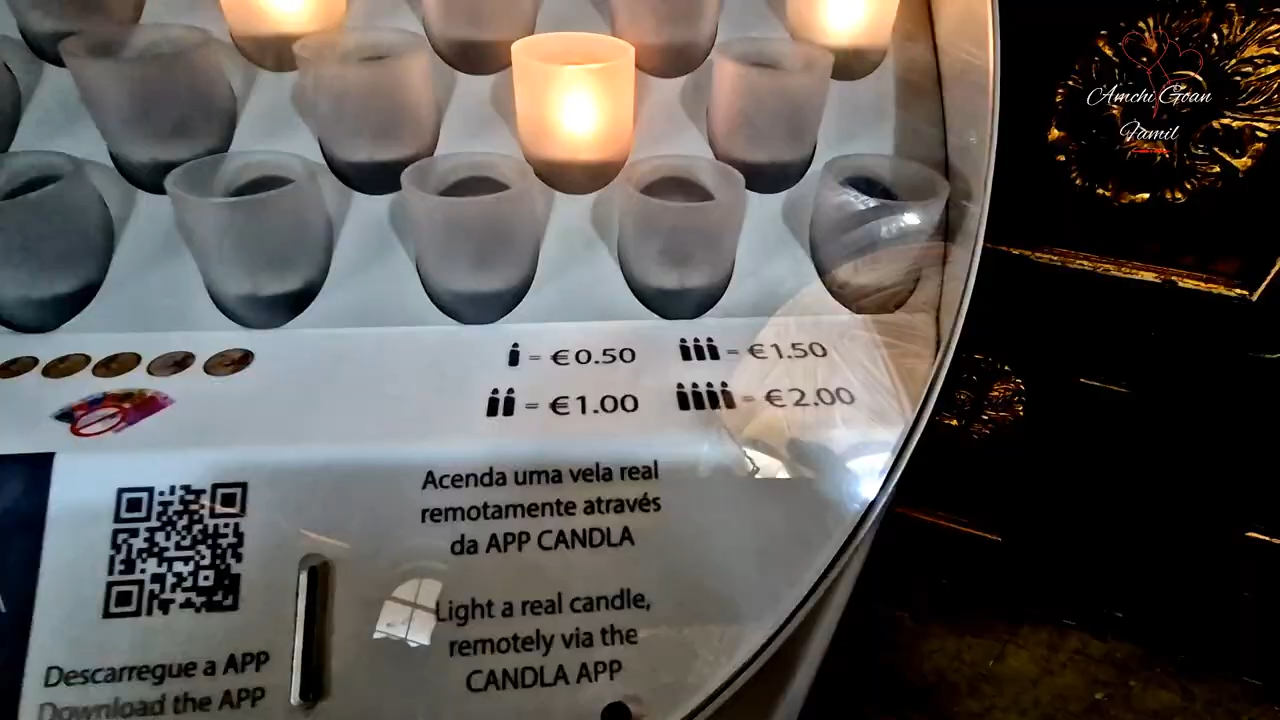 Amchi Goan
Famil
= €0.50
= €1.50
= €1.00
= €2.00
Acenda uma vela real
remotamente através
da APP CANDLA
Light a real candle,
remotely via the
CANDLA APP
Descarregue a APP
Download the APP